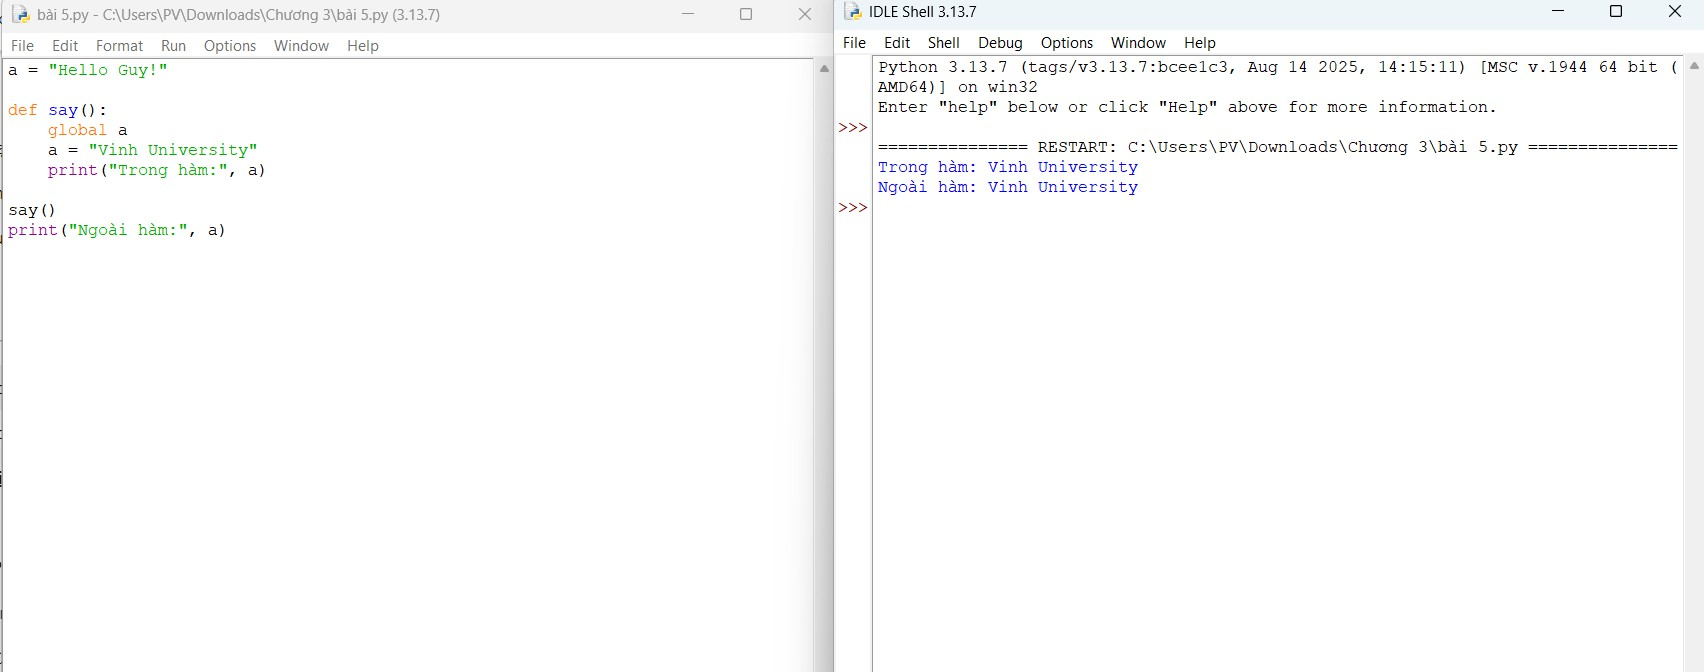 bài 5.py - C:\Users\PV\Downloads\Chương 3\bài 5.py (3.13.7)
File Edit Format Run Options Window Help
a = "Hello Guy!"
def say():
    global a
    a = "Vinh University"
    print("Trong hàm:", a)
say()
print("Ngoài hàm:", a)
IDLE Shell 3.13.7
File Edit Shell Debug Options Window Help
Python 3.13.7 (tags/v3.13.7:bcee1c3, Aug 14 2025, 14:15:11) [MSC v.1944 64 bit (
AMD64)] on win32
Enter "help" below or click "Help" above for more information.
>>>
=============== RESTART: C:\Users\PV\Downloads\Chương 3\bài 5.py ===============
Trong hàm: Vinh University
Ngoài hàm: Vinh University
>>>